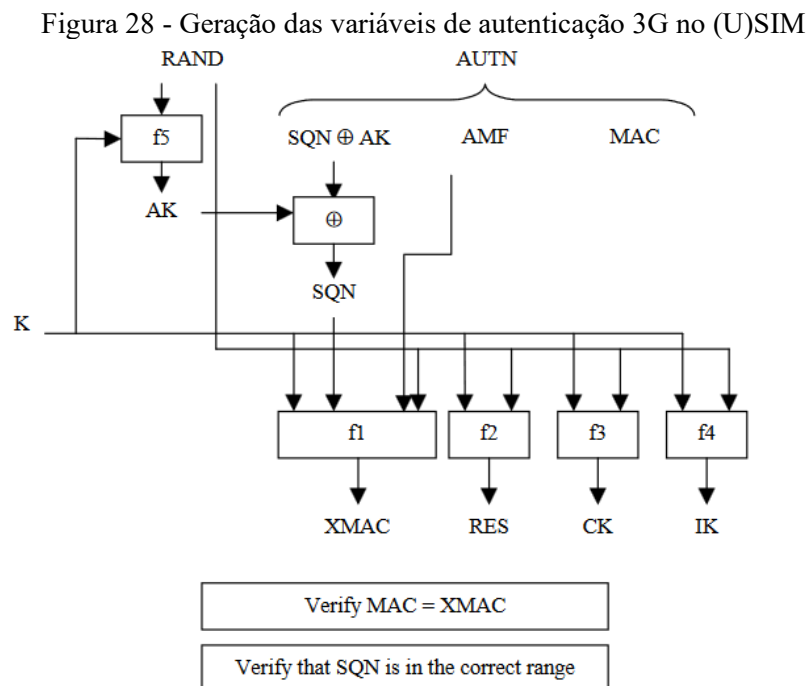 Figura 28 - Geração das variáveis de autenticação 3G no (U)SIM
RAND AUTN
f5 SQN ⊕ AK AMF MAC
AK ⊕
SQN
K
f1 f2 f3 f4
XMAC RES CK IK
Verify MAC = XMAC
Verify that SQN is in the correct range